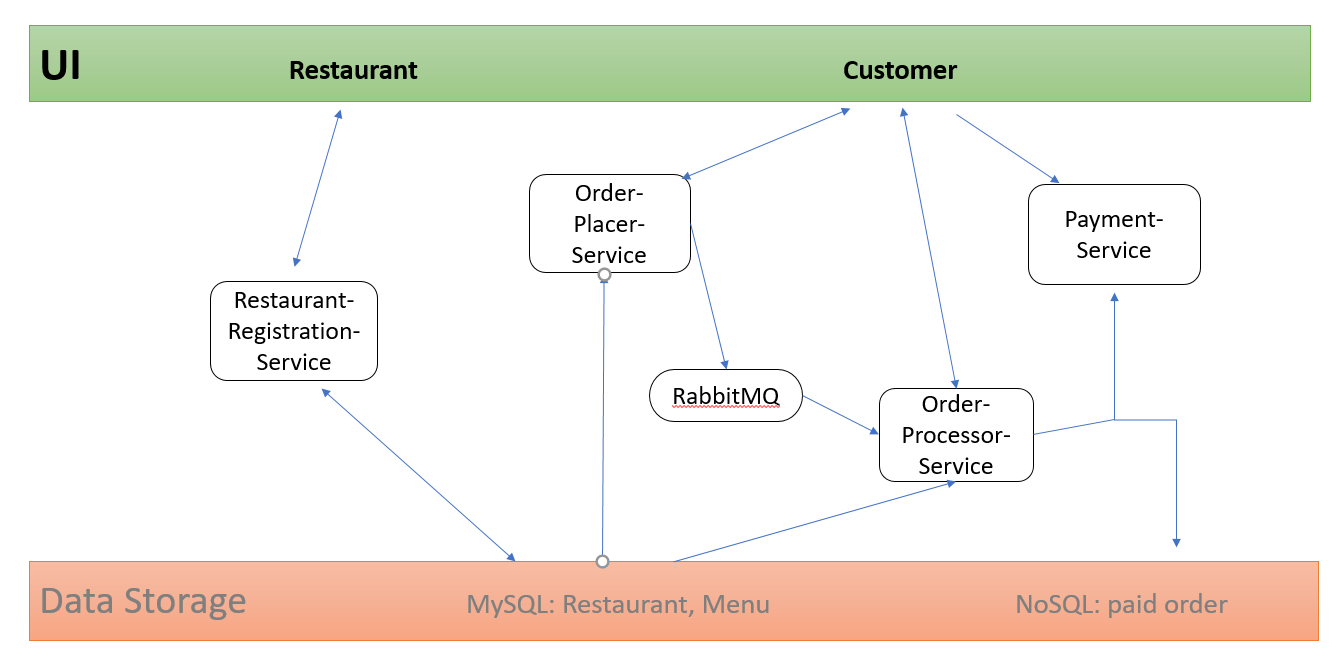 UI
Restaurant
Customer
Order-
Placer-
Service
Payment-
Service
Restaurant-
Registration-
Service
RabbitMQ
Order-
Processor-
Service
Data Storage
MySQL: Restaurant, Menu
NoSQL: paid order